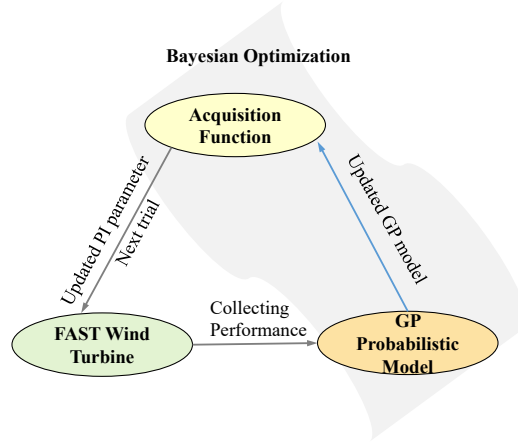 Bayesian Optimization
Acquisition
Function
Updated PI parameter
Next trial
Updated GP model
FAST Wind
Turbine
Collecting
Performance
GP
Probabilistic
Model